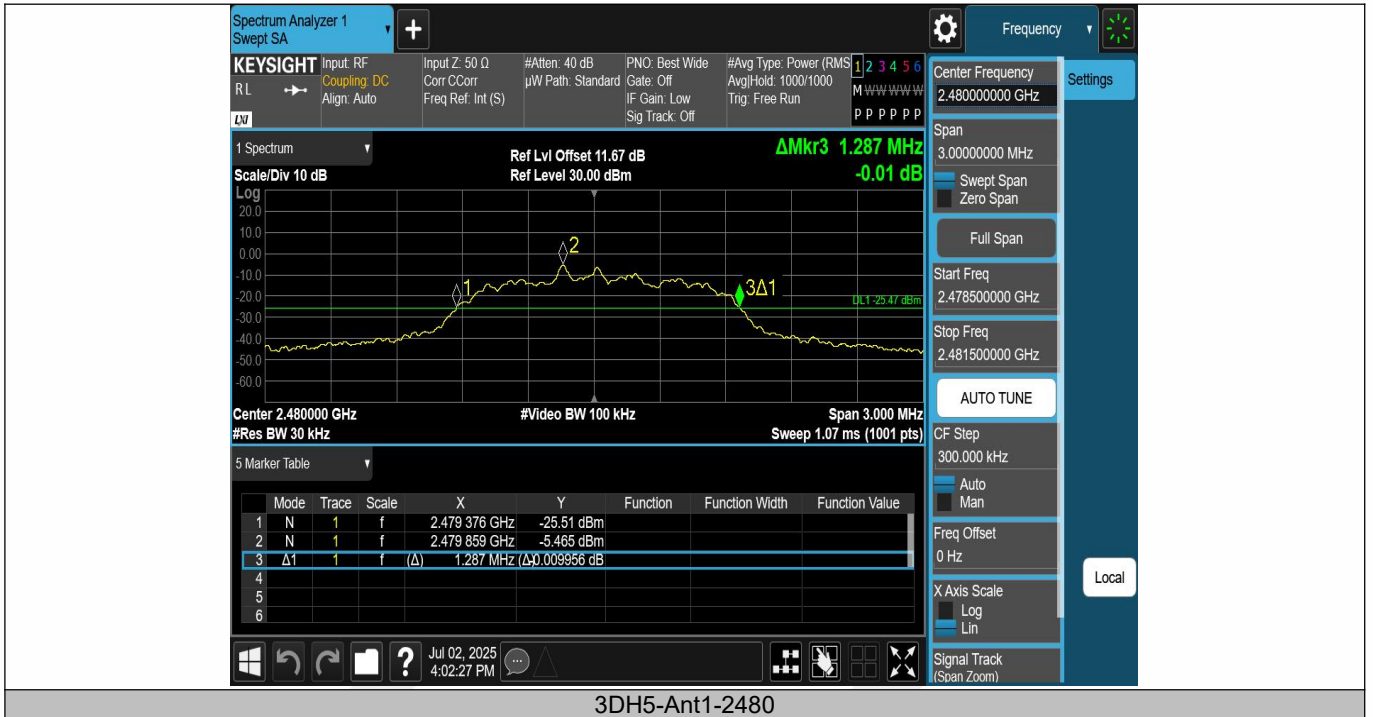 Spectrum Analyzer 1
Swept SA
+
Frequency
KEYSIGHT
RL
LXI
Input: RF
Coupling: DC
Align: Auto
Input Z: 50 Ω
Corr CCorr
Freq Ref: Int (S)
#Atten: 40 dB
µW Path: Standard
PNO: Best Wide
Gate: Off
IF Gain: Low
Sig Track: Off
#Avg Type: Power (RMS
Avg|Hold: 1000/1000
Trig: Free Run
1 2 3 4 5 6
M W W W W W
P P P P P P
1 Spectrum
Scale/Div 10 dB
Ref Lvl Offset 11.67 dB
Ref Level 30.00 dBm
ΔMkr3 1.287 MHz
-0.01 dB
Log
20.0
10.0
0.00
-10.0
-20.0
-30.0
-40.0
-50.0
-60.0
1
2
3Δ1
DL1 -25.47 dBm
Center 2.480000 GHz
#Video BW 100 kHz
Span 3.000 MHz
#Res BW 30 kHz
Sweep 1.07 ms (1001 pts)
5 Marker Table
Mode Trace Scale X Y Function Function Width Function Value
1 N 1 f 2.479 376 GHz -25.51 dBm
2 N 1 f 2.479 859 GHz -5.465 dBm
3 Δ1 1 f (Δ) 1.287 MHz (Δ) -0.009956 dB
4
5
6
Jul 02, 2025
4:02:27 PM
?
Center Frequency
2.480000000 GHz
Settings
Span
3.00000000 MHz
Swept Span
Zero Span
Full Span
Start Freq
2.478500000 GHz
Stop Freq
2.481500000 GHz
AUTO TUNE
CF Step
300.000 kHz
Auto
Man
Freq Offset
0 Hz
X Axis Scale
Log
Lin
Signal Track
(Span Zoom)
Local
3DH5-Ant1-2480